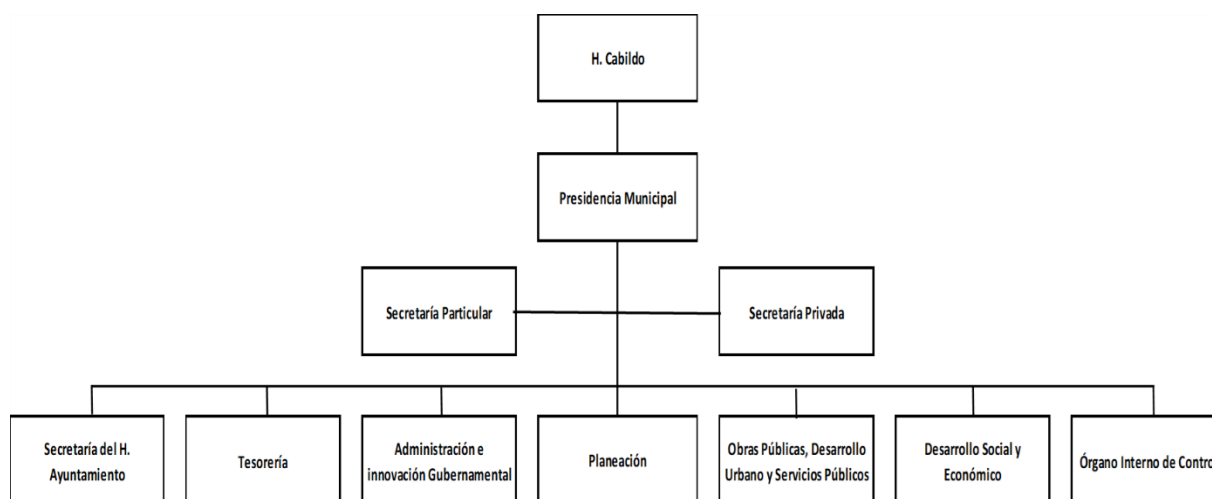 H. Cabildo
Presidencia Municipal
Secretaría Particular
Secretaría Privada
Secretaría del H.
Ayuntamiento
Tesorería
Administración e
innovación Gubernamental
Planeación
Obras Públicas, Desarrollo
Urbano y Servicios Públicos
Desarrollo Social y
Económico
Órgano Interno de Contro